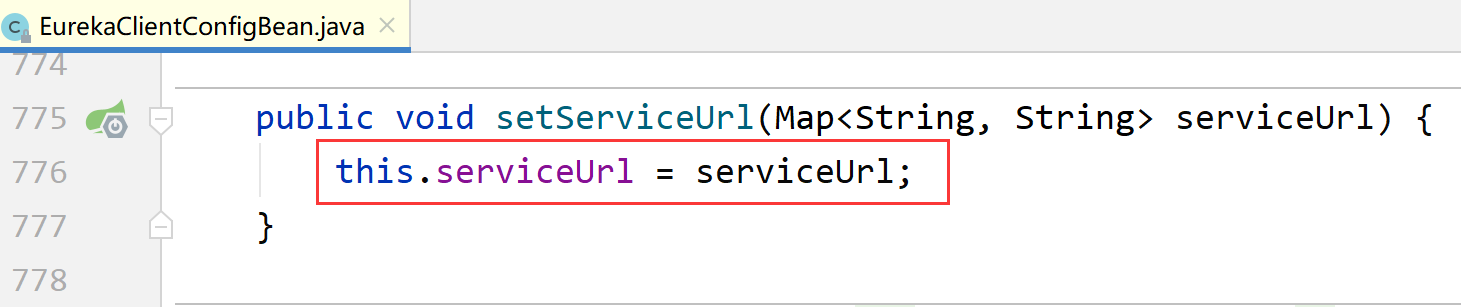 EurekaClientConfigBean.java
774
775 public void setServiceUrl(Map<String, String> serviceUrl) {
776 this.serviceUrl = serviceUrl;
777 }
778